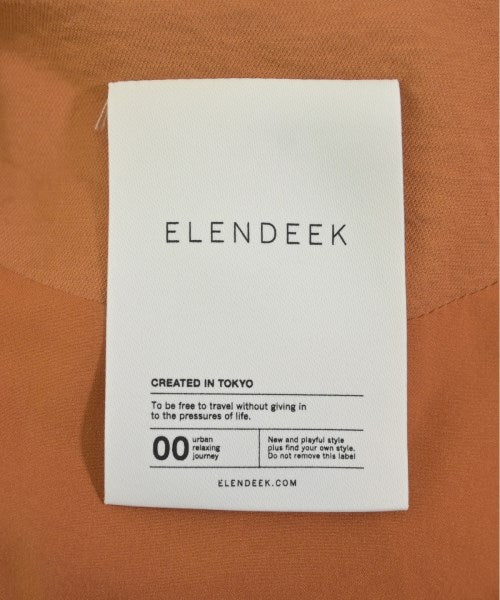 ELENDEEK
CREATED IN TOKYO
To be free to travel without giving in
to the pressures of life.
00
urban
relaxing
journey
New and playful style
plus find your own style.
Do not remove this label
ELENDEEK.COM